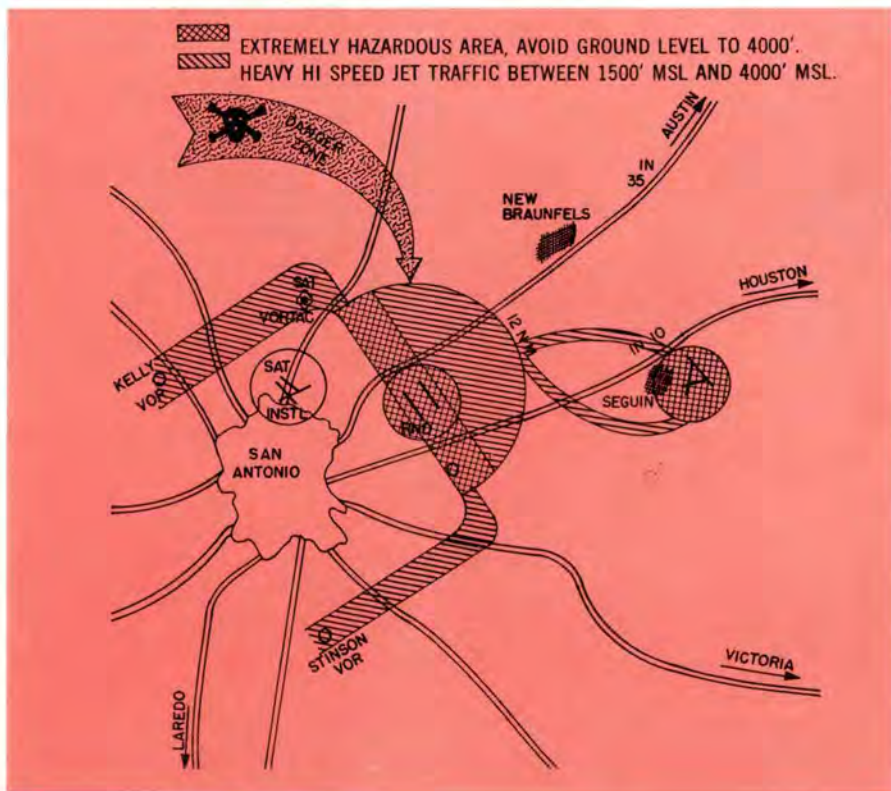 EXTREMELY HAZARDOUS AREA, AVOID GROUND LEVEL TO 4000'.
HEAVY HI SPEED JET TRAFFIC BETWEEN 1500' MSL AND 4000' MSL.
DANGER
ZONE
AUSTIN
IN
35
NEW
BRAUNFELS
HOUSTON
SAT
VORTAC
12 NM
IN 10
KELLY
VOR
SAT
INSTL
RND
SEGUIN
SAN
ANTONIO
STINSON
VOR
VICTORIA
LAREDO